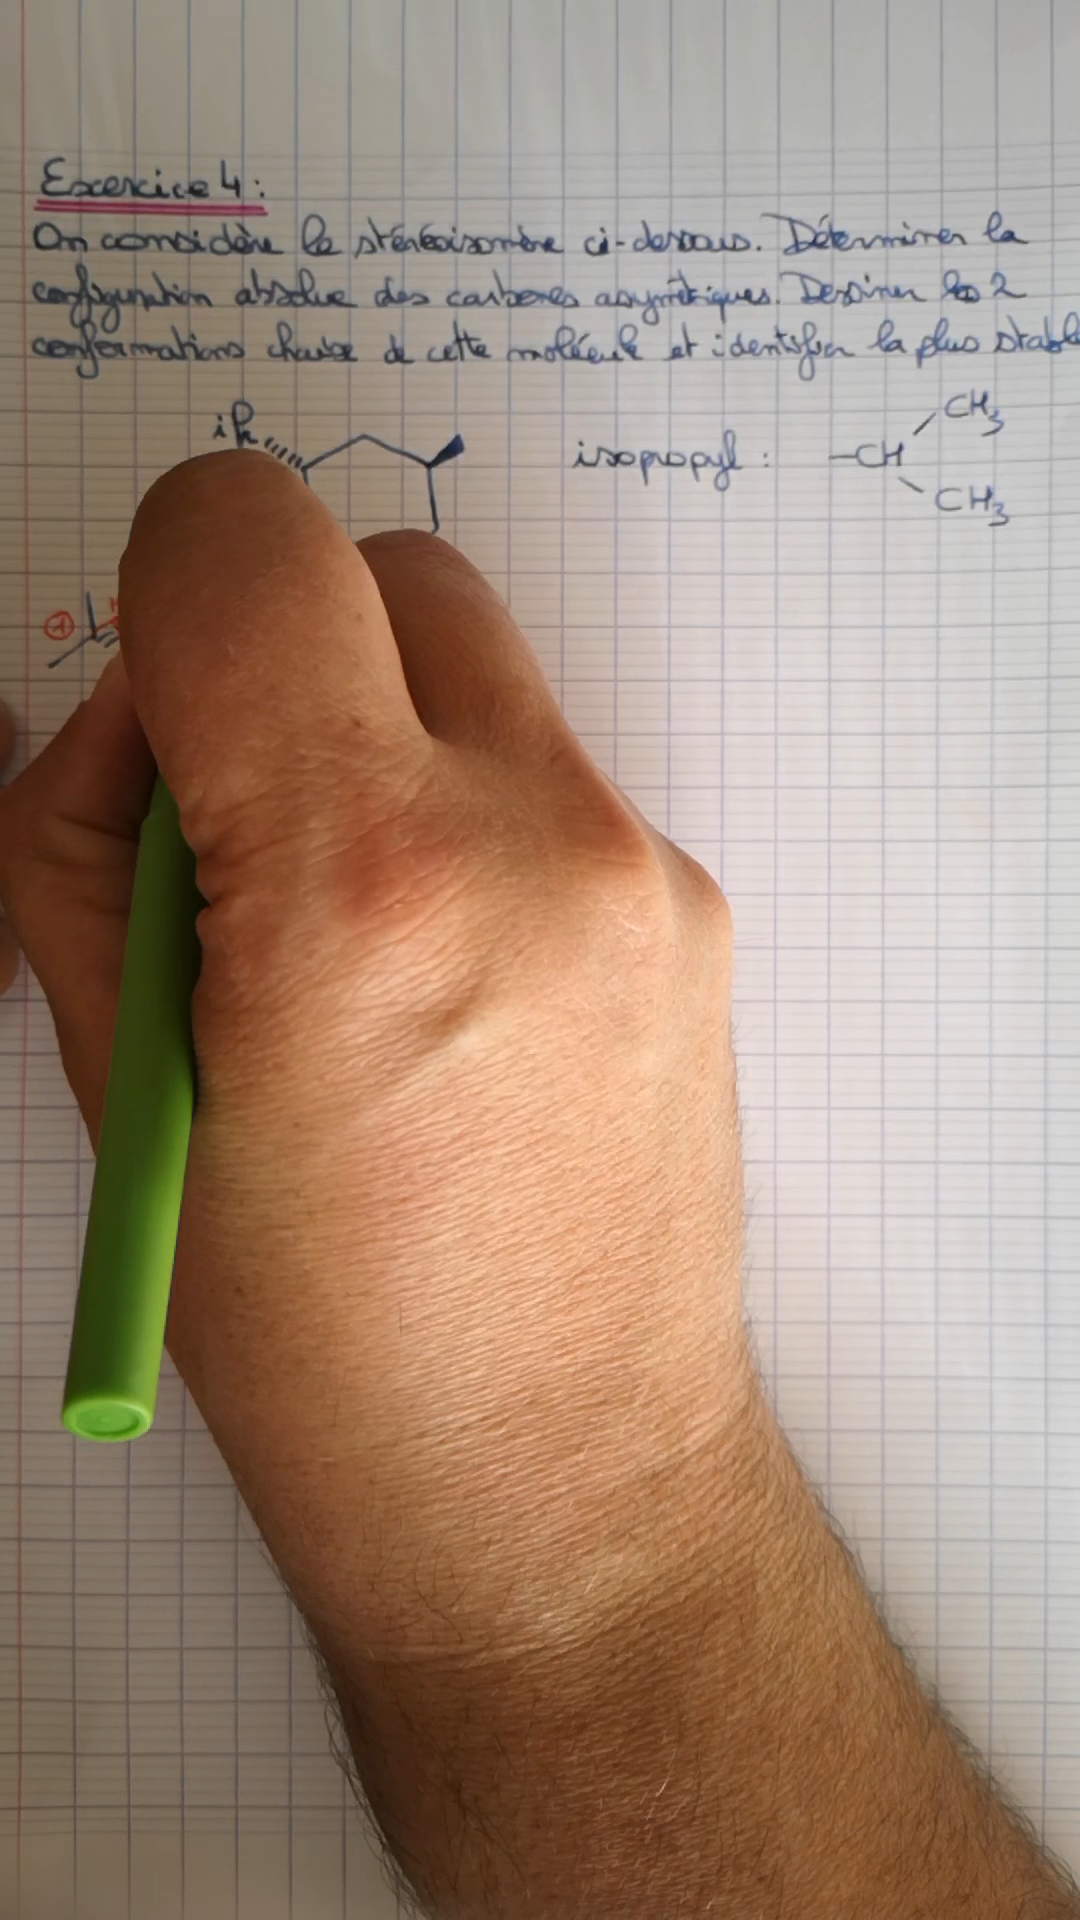 Exercice 4 :
On considère le stéréoisomère ci-dessous. Déterminer la
configuration absolue des carbones asymétriques. Dessiner les 2
conformations chaise de cette molécule et identifier la plus stable
iPr
isopropyl : -CH
CH3
CH3